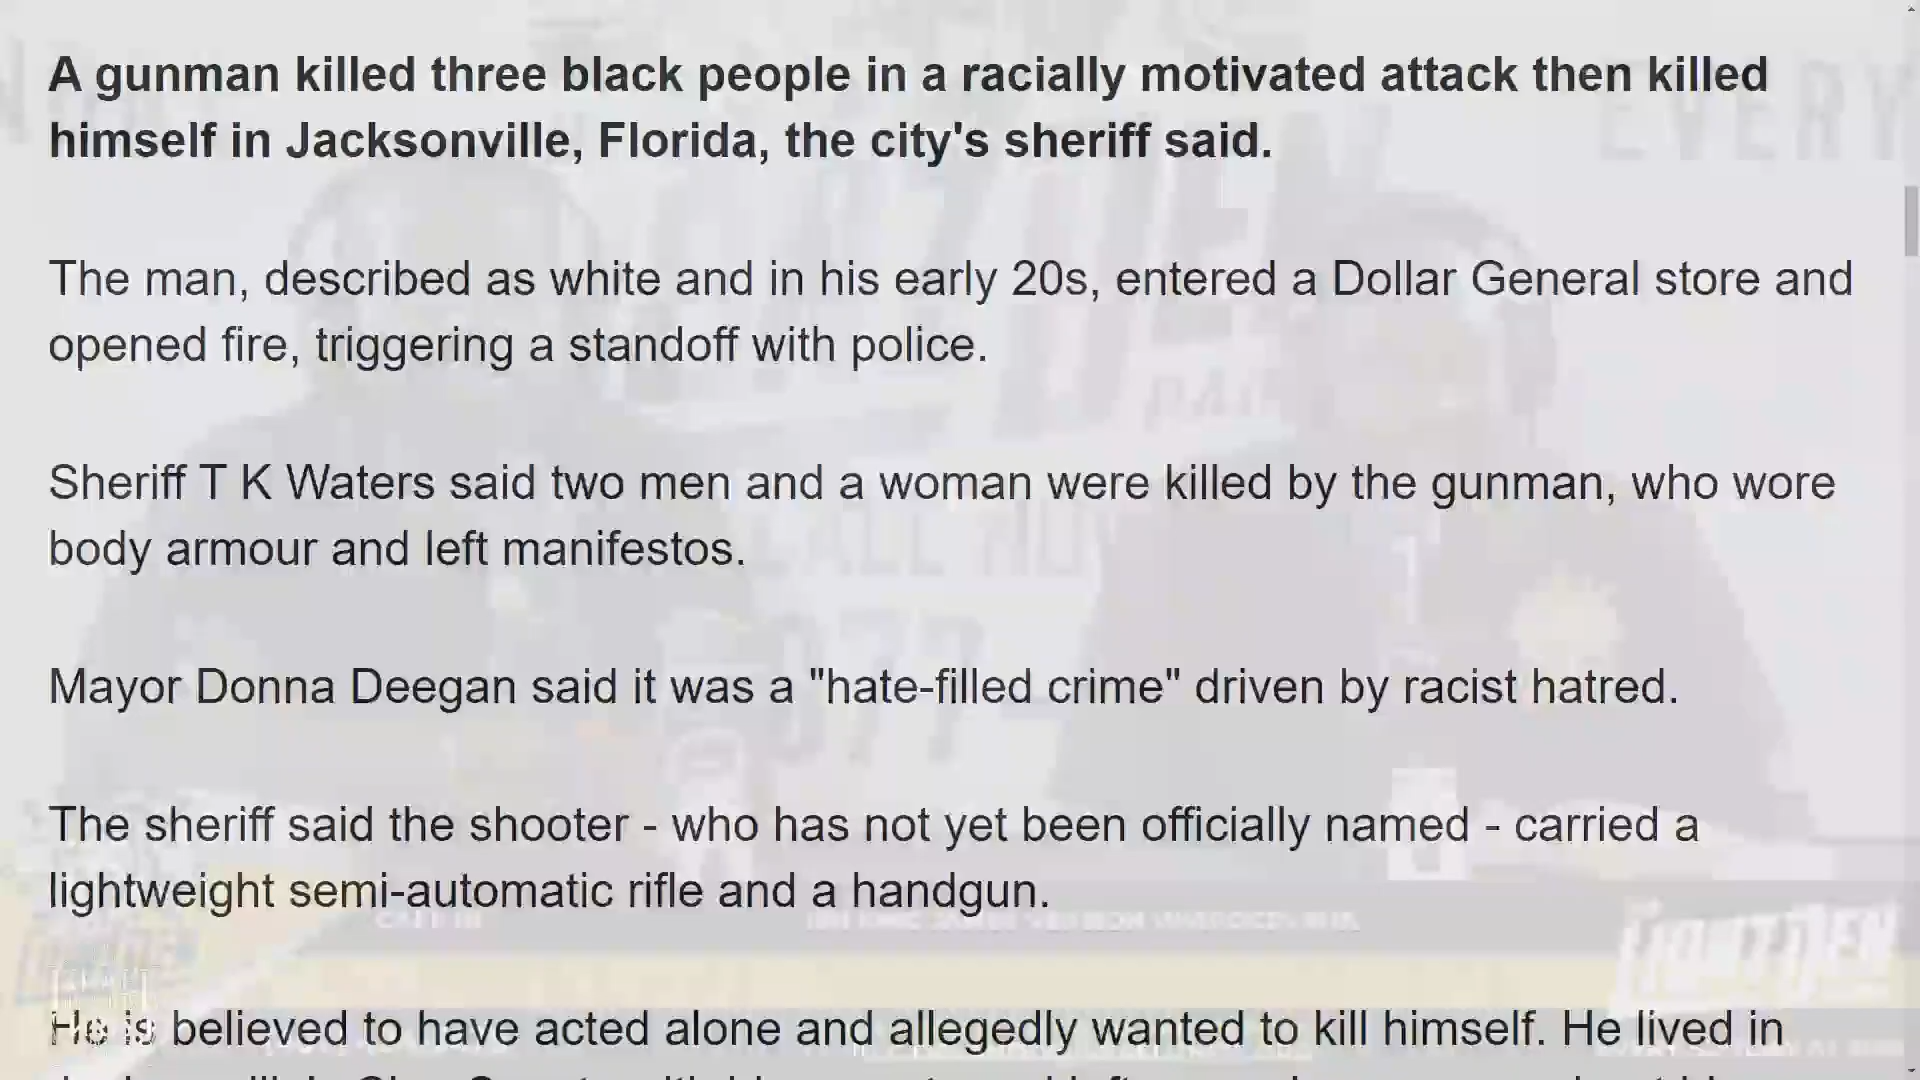 A gunman killed three black people in a racially motivated attack then killed
himself in Jacksonville, Florida, the city's sheriff said.
The man, described as white and in his early 20s, entered a Dollar General store and
opened fire, triggering a standoff with police.
Sheriff T K Waters said two men and a woman were killed by the gunman, who wore
body armour and left manifestos.
Mayor Donna Deegan said it was a "hate-filled crime" driven by racist hatred.
The sheriff said the shooter - who has not yet been officially named - carried a
lightweight semi-automatic rifle and a handgun.
He is believed to have acted alone and allegedly wanted to kill himself. He lived in
EVERY
877
CALL IN